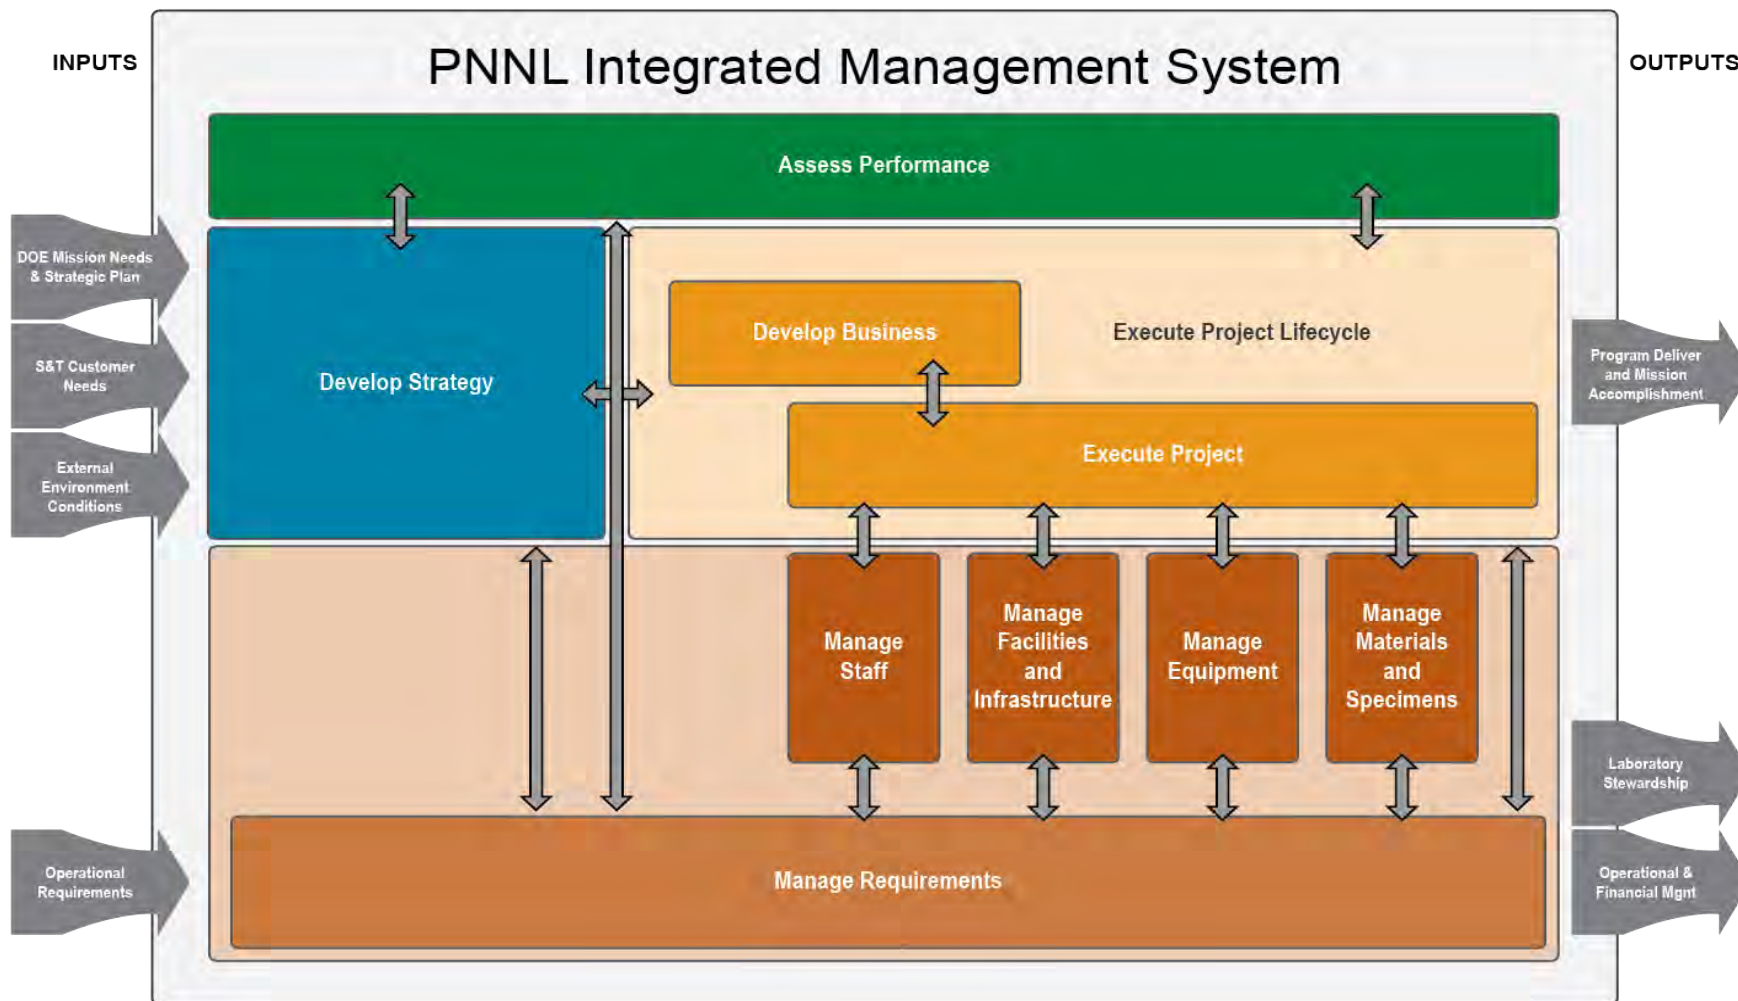 INPUTS
PNNL Integrated Management System
OUTPUTS
Assess Performance
DOE Mission Needs
& Strategic Plan
S&T Customer
Needs
External
Environment
Conditions
Develop Strategy
Develop Business
Execute Project Lifecycle
Execute Project
Program Deliver
and Mission
Accomplishment
Manage
Staff
Manage
Facilities
and
Infrastructure
Manage
Equipment
Manage
Materials
and
Specimens
Laboratory
Stewardship
Operational
Requirements
Manage Requirements
Operational &
Financial Mgnt